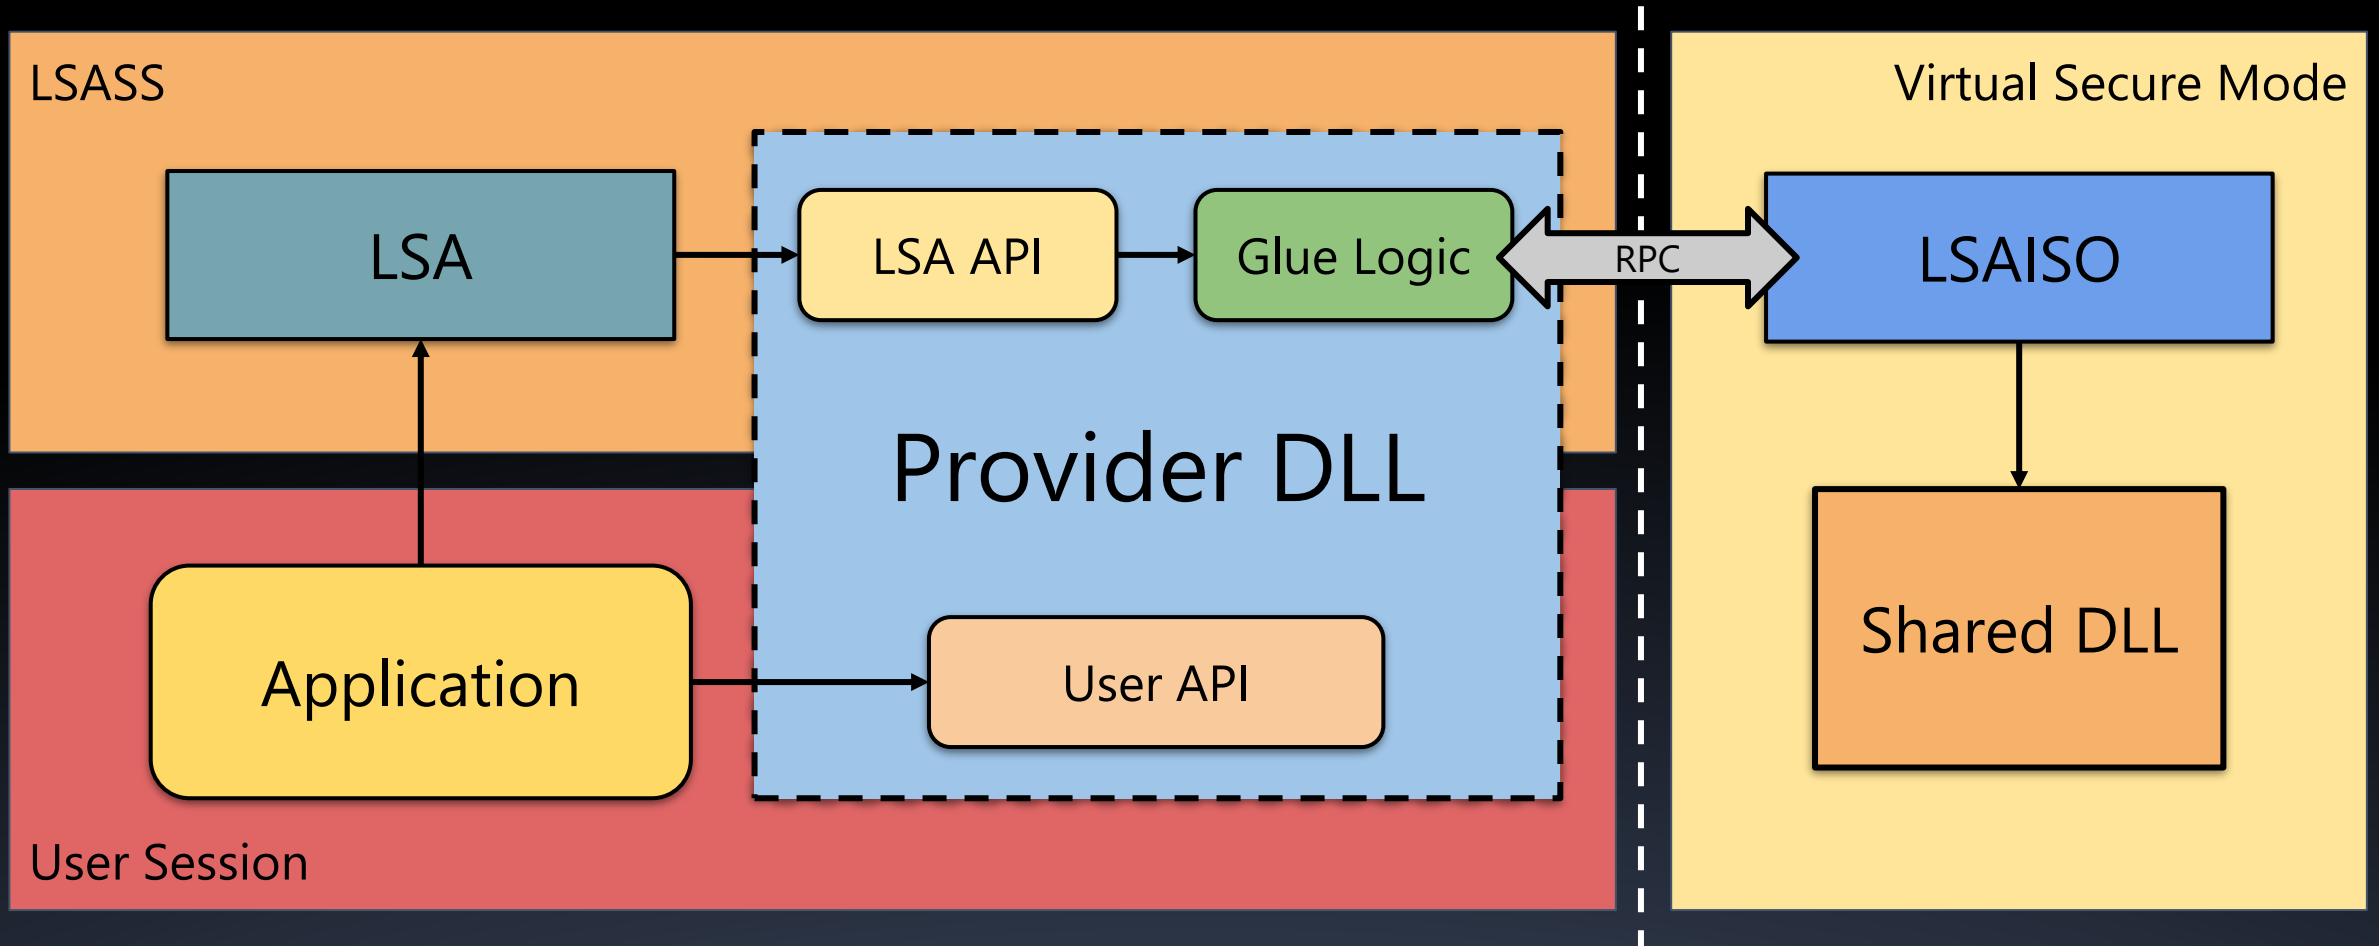 LSASS
Virtual Secure Mode
LSA
LSA API
Glue Logic
RPC
LSAISO
Provider DLL
Shared DLL
Application
User API
User Session